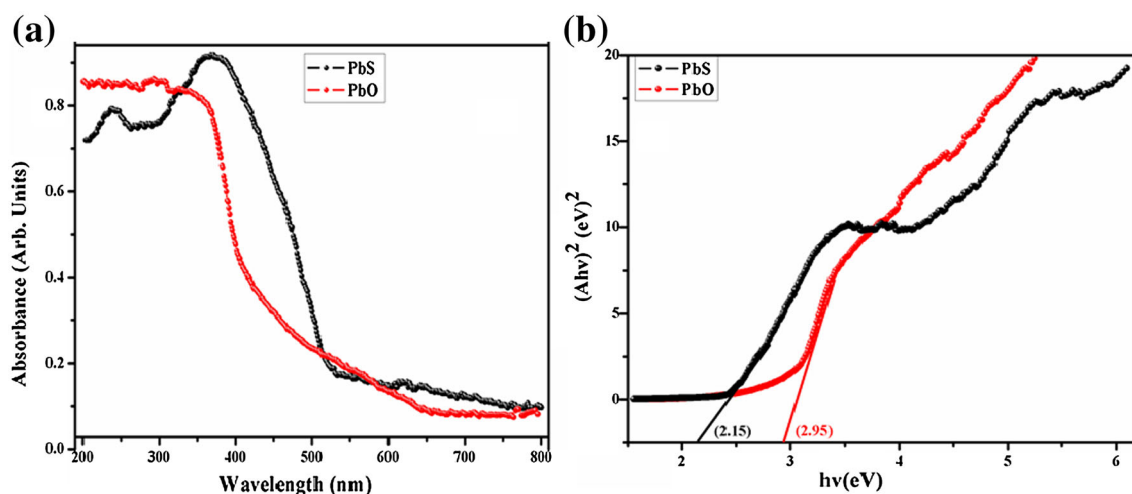 (a)
PbS
PbO
0.8
0.6
0.4
0.2
0.0
Absorbance (Arb. Units)
200 300 400 500 600 700 800
Wavelength (nm)
(b)
PbS
PbO
20
15
10
5
0
(Ahν)² (eV)²
(2.15) (2.95)
2 3 4 5 6
hν(eV)